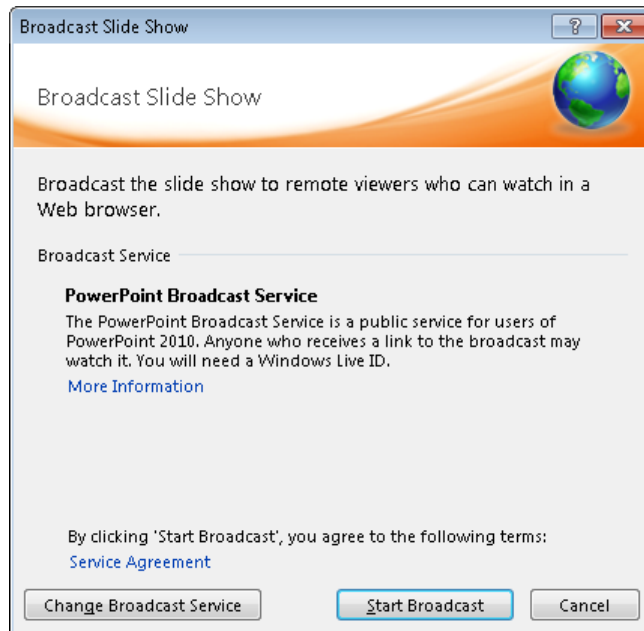 Broadcast Slide Show
Broadcast Slide Show
Broadcast the slide show to remote viewers who can watch in a
Web browser.
Broadcast Service
PowerPoint Broadcast Service
The PowerPoint Broadcast Service is a public service for users of
PowerPoint 2010. Anyone who receives a link to the broadcast may
watch it. You will need a Windows Live ID.
More Information
By clicking 'Start Broadcast', you agree to the following terms:
Service Agreement
Change Broadcast Service Start Broadcast Cancel